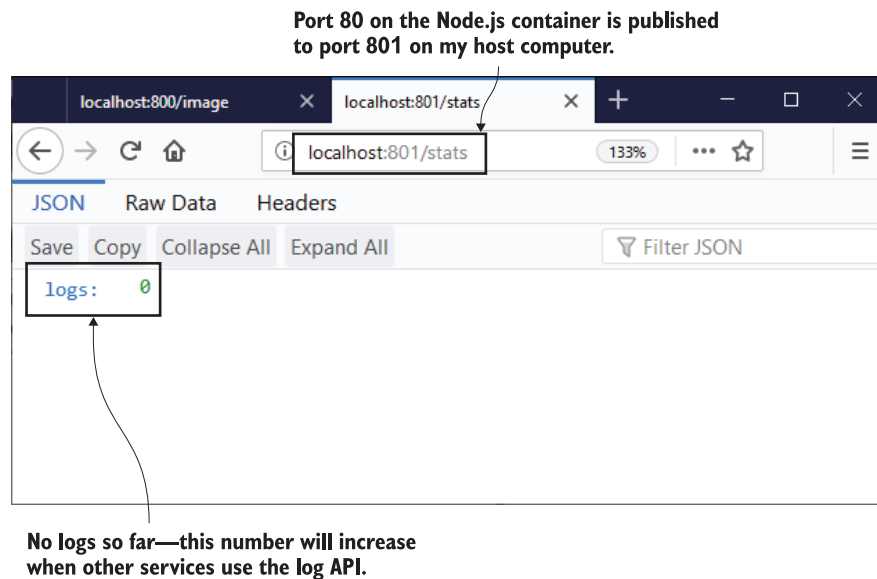 Port 80 on the Node.js container is published
to port 801 on my host computer.
localhost:800/image
localhost:801/stats
localhost:801/stats
133%
JSON Raw Data Headers
Save Copy Collapse All Expand All
Filter JSON
logs: 0
No logs so far—this number will increase
when other services use the log API.